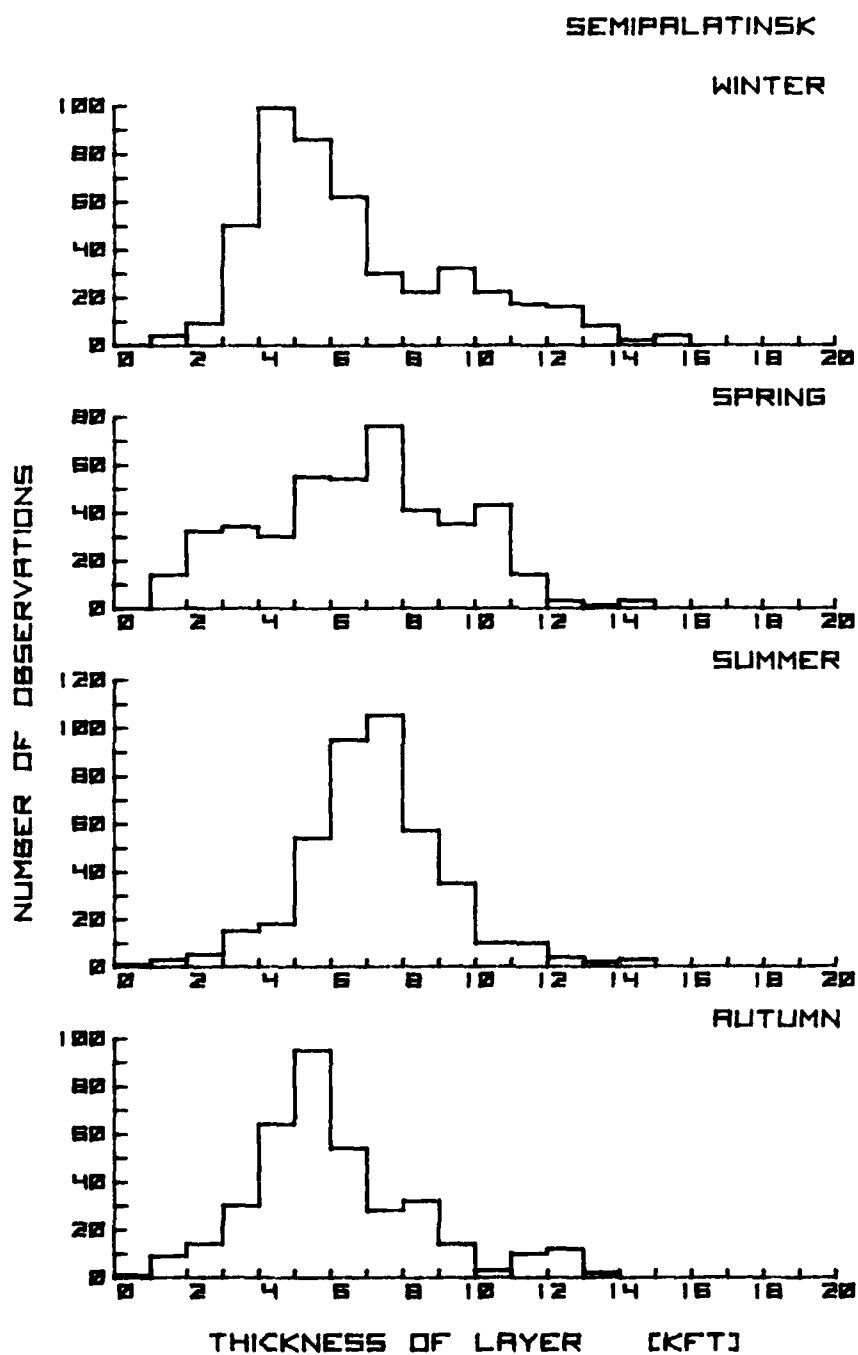 SEMIPALATINSK
WINTER
100
80
60
40
20
0
0 2 4 6 8 10 12 14 16 18 20
SPRING
80
60
40
20
0
0 2 4 6 8 10 12 14 16 18 20
NUMBER OF OBSERVATIONS
SUMMER
120
100
80
60
40
20
0
0 2 4 6 8 10 12 14 16 18 20
AUTUMN
100
80
60
40
20
0
0 2 4 6 8 10 12 14 16 18 20
THICKNESS OF LAYER [KFT]